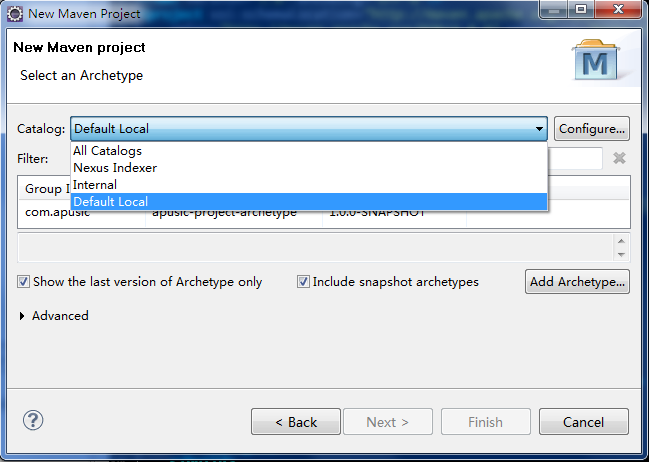 New Maven Project
New Maven project
Select an Archetype
Catalog: Default Local Configure...
All Catalogs
Nexus Indexer
Internal
Default Local
Filter:
Group I
com.apusic apusic-project-archetype 1.0.0-SNAPSHOT
Show the last version of Archetype only Include snapshot archetypes Add Archetype...
Advanced
? < Back Next > Finish Cancel